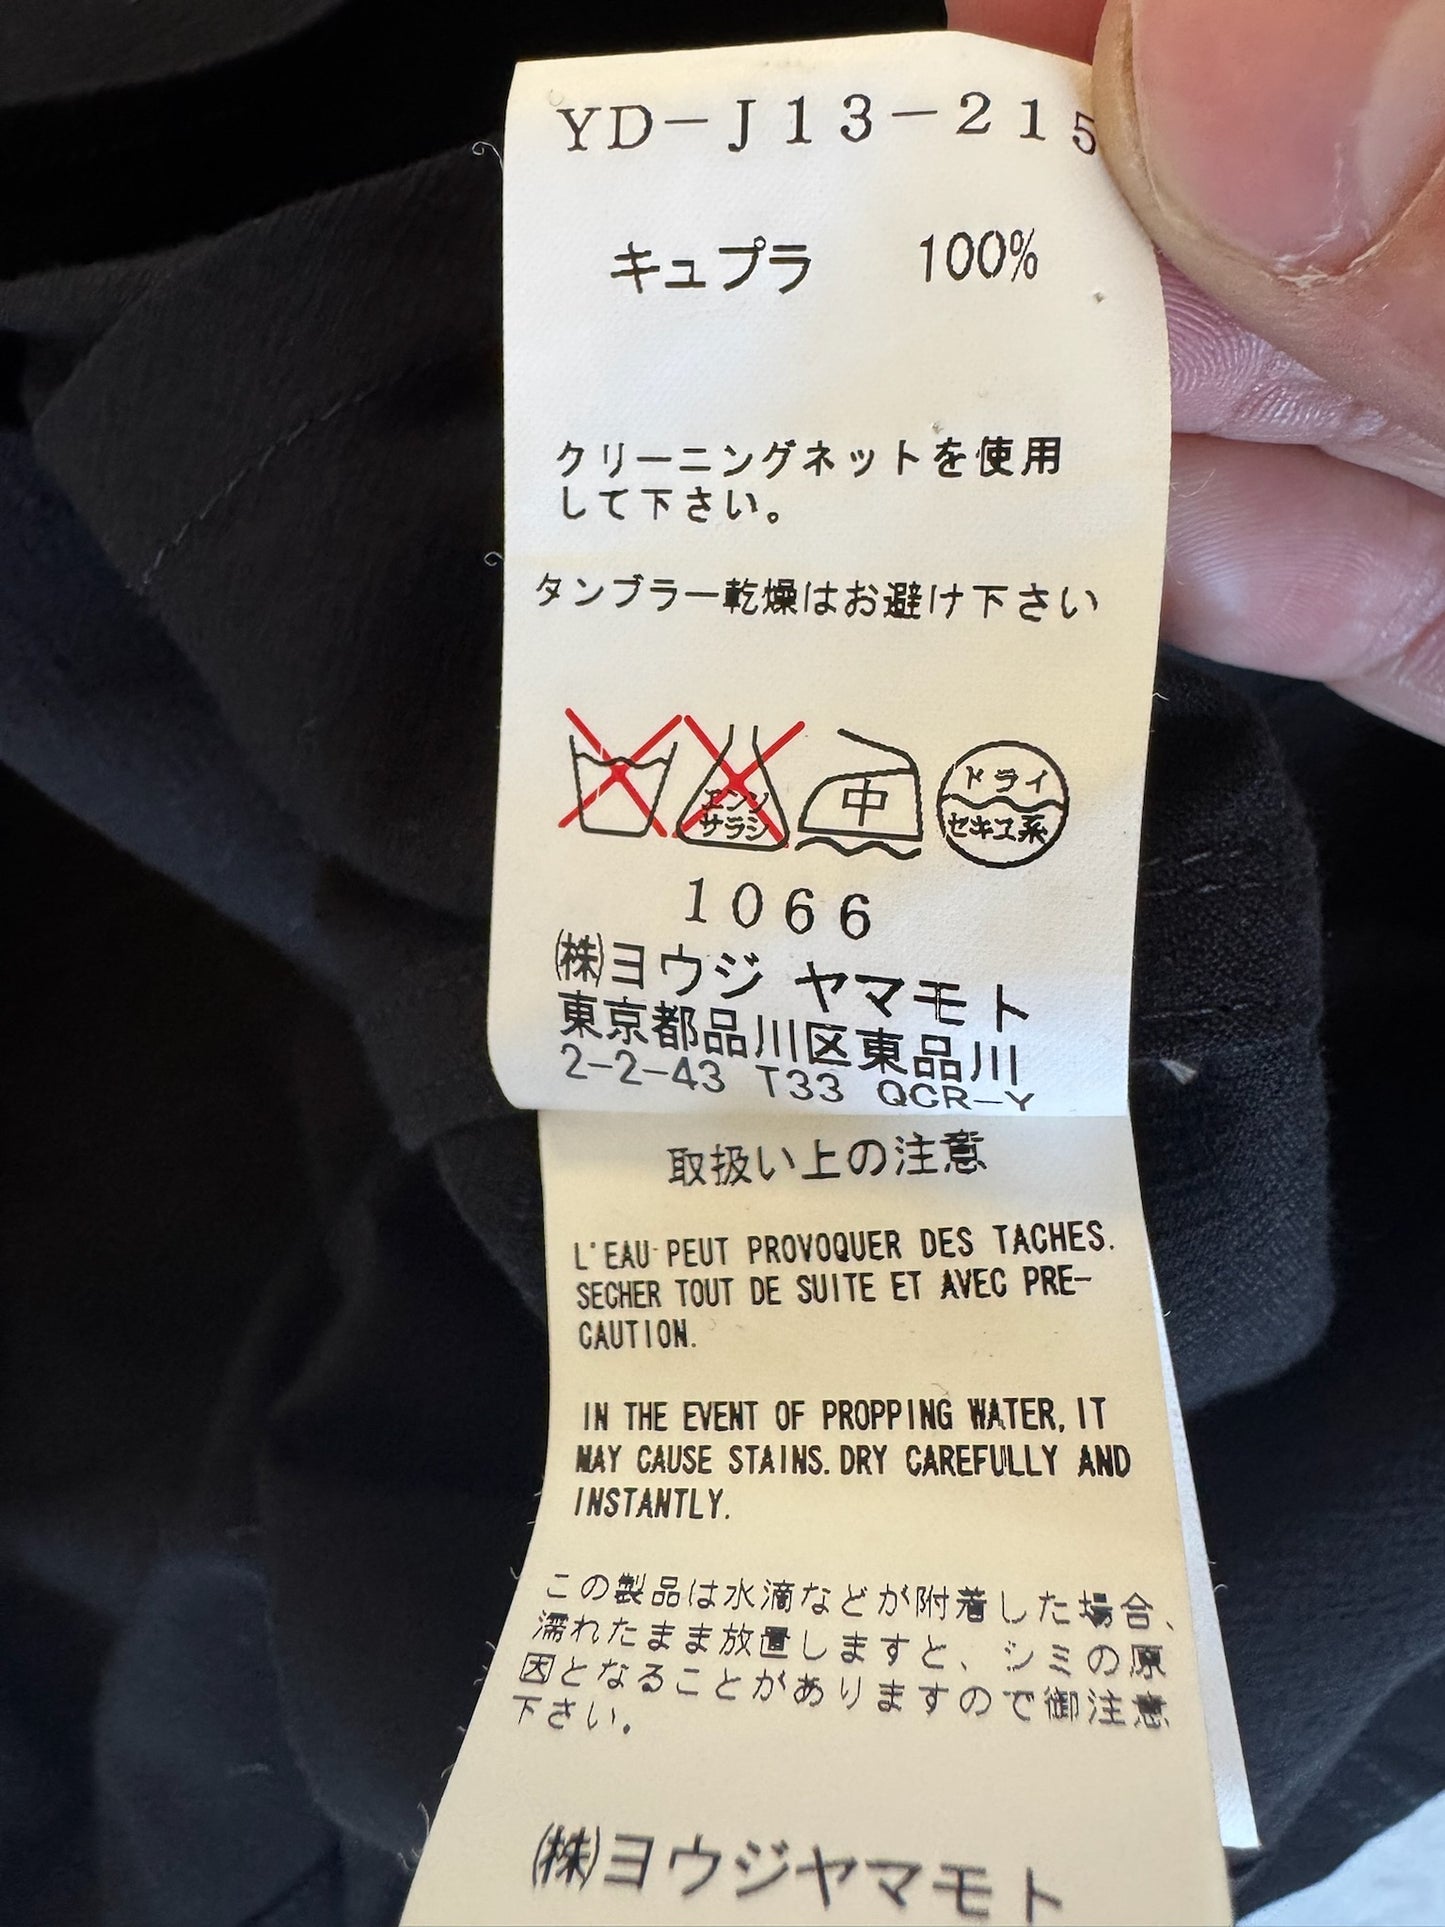 YD-J13-215
キュプラ 100%
クリーニングネットを使用
して下さい。
タンブラー乾燥はお避け下さい
エンソ
サラシ
中
ドライ
セキユ系
1066
(株)ヨウジ ヤマモト
東京都品川区東品川
2-2-43 T33 QCR-Y
取扱い上の注意
L'EAU PEUT PROVOQUER DES TACHES.
SECHER TOUT DE SUITE ET AVEC PRE-
CAUTION.
IN THE EVENT OF PROPPING WATER, IT
MAY CAUSE STAINS. DRY CAREFULLY AND
INSTANTLY.
この製品は水滴などが附着した場合、
濡れたまま放置しますと、シミの原
因となることがありますので御注意
下さい。
(株)ヨウジヤマモト